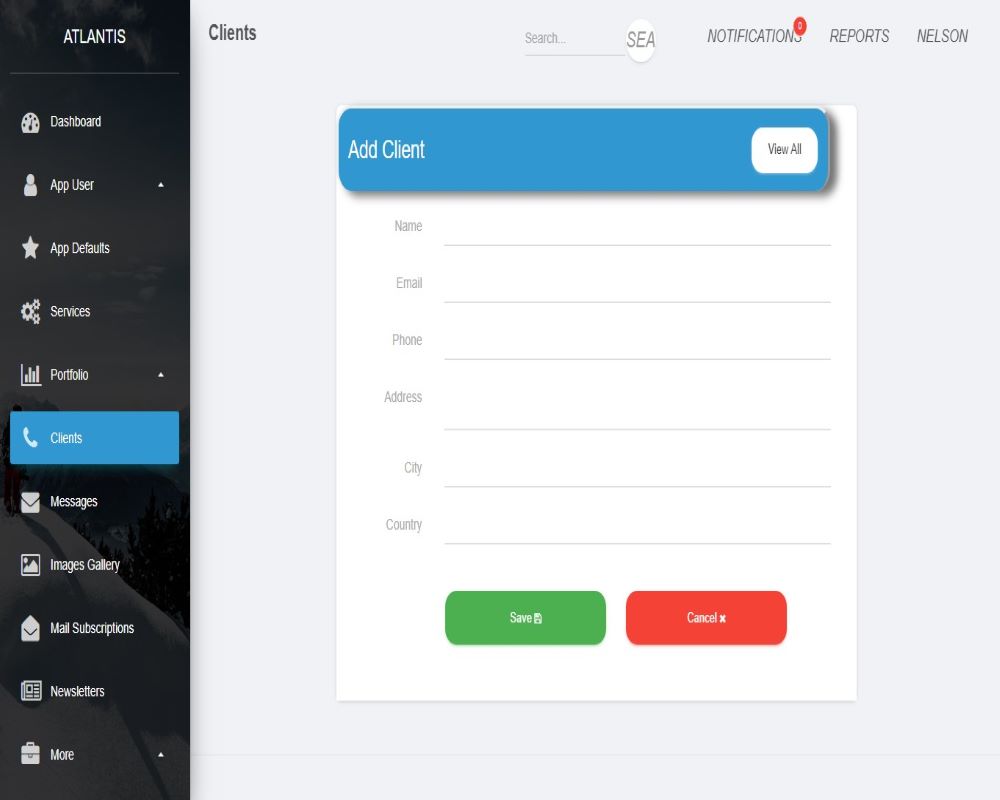 ATLANTIS
Dashboard
App User
App Defaults
Services
Portfolio
Clients
Messages
Images Gallery
Mail Subscriptions
Newsletters
More
Clients
Search...
SEA
NOTIFICATIONS
0
REPORTS
NELSON
Add Client
View All
Name
Email
Phone
Address
City
Country
Save
Cancel